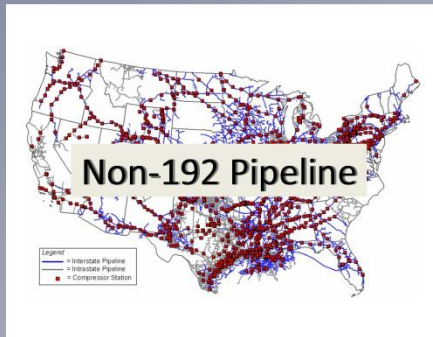 Non-192 Pipeline
Legend
= Interstate Pipeline
= Intrastate Pipeline
= Compressor Station